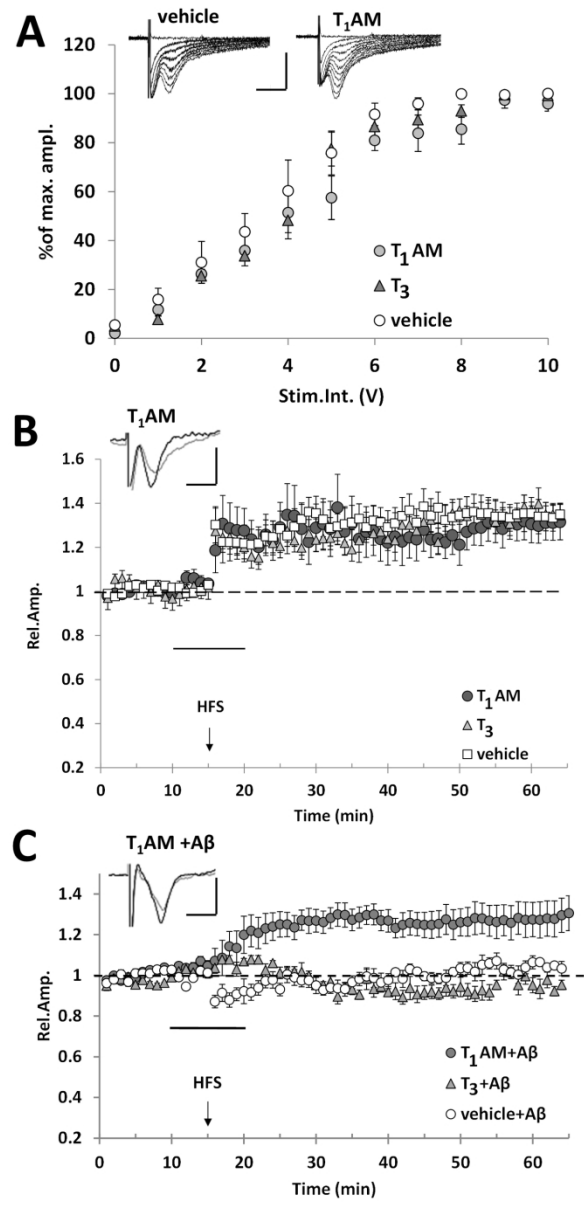 A
vehicle
T₁AM
120
100
80
60
40
20
0
%of max. ampl.
T₁AM
T₃
vehicle
0 2 4 6 8 10
Stim.Int. (V)
B
T₁AM
1.6
1.4
1.2
1
0.8
0.6
0.4
0.2
Rel.Amp.
HFS
T₁AM
T₃
vehicle
0 10 20 30 40 50 60
Time (min)
C
T₁AM +Aβ
1.4
1.2
1
0.8
0.6
0.4
0.2
Rel.Amp.
HFS
T₁AM+Aβ
T₃+Aβ
vehicle+Aβ
0 10 20 30 40 50 60
Time (min)